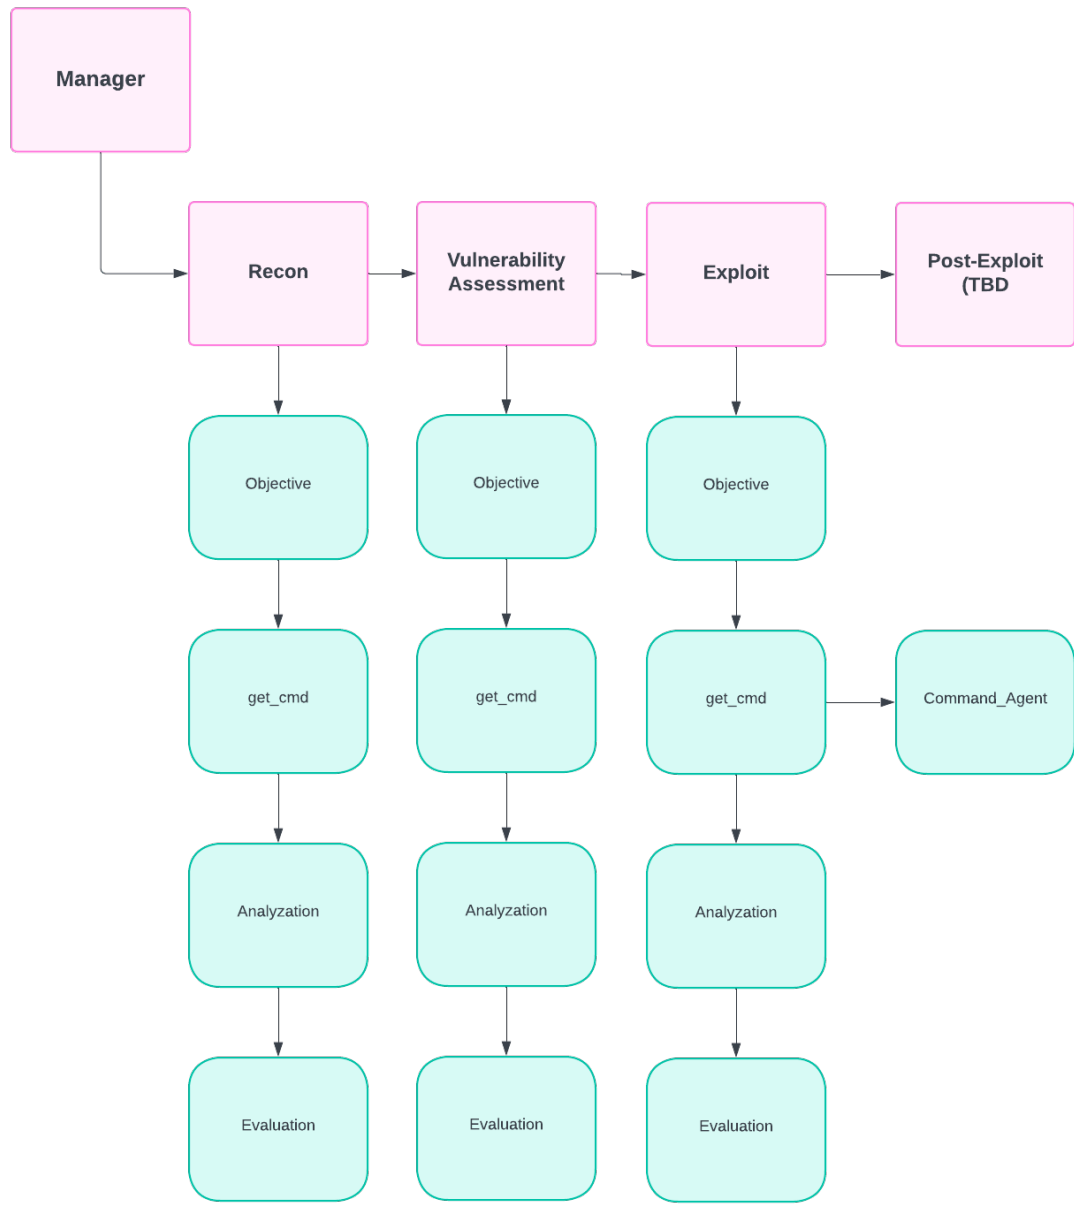 Manager
Recon
Vulnerability
Assessment
Exploit
Post-Exploit
(TBD
Objective
Objective
Objective
get_cmd
get_cmd
get_cmd
Command_Agent
Analyzation
Analyzation
Analyzation
Evaluation
Evaluation
Evaluation